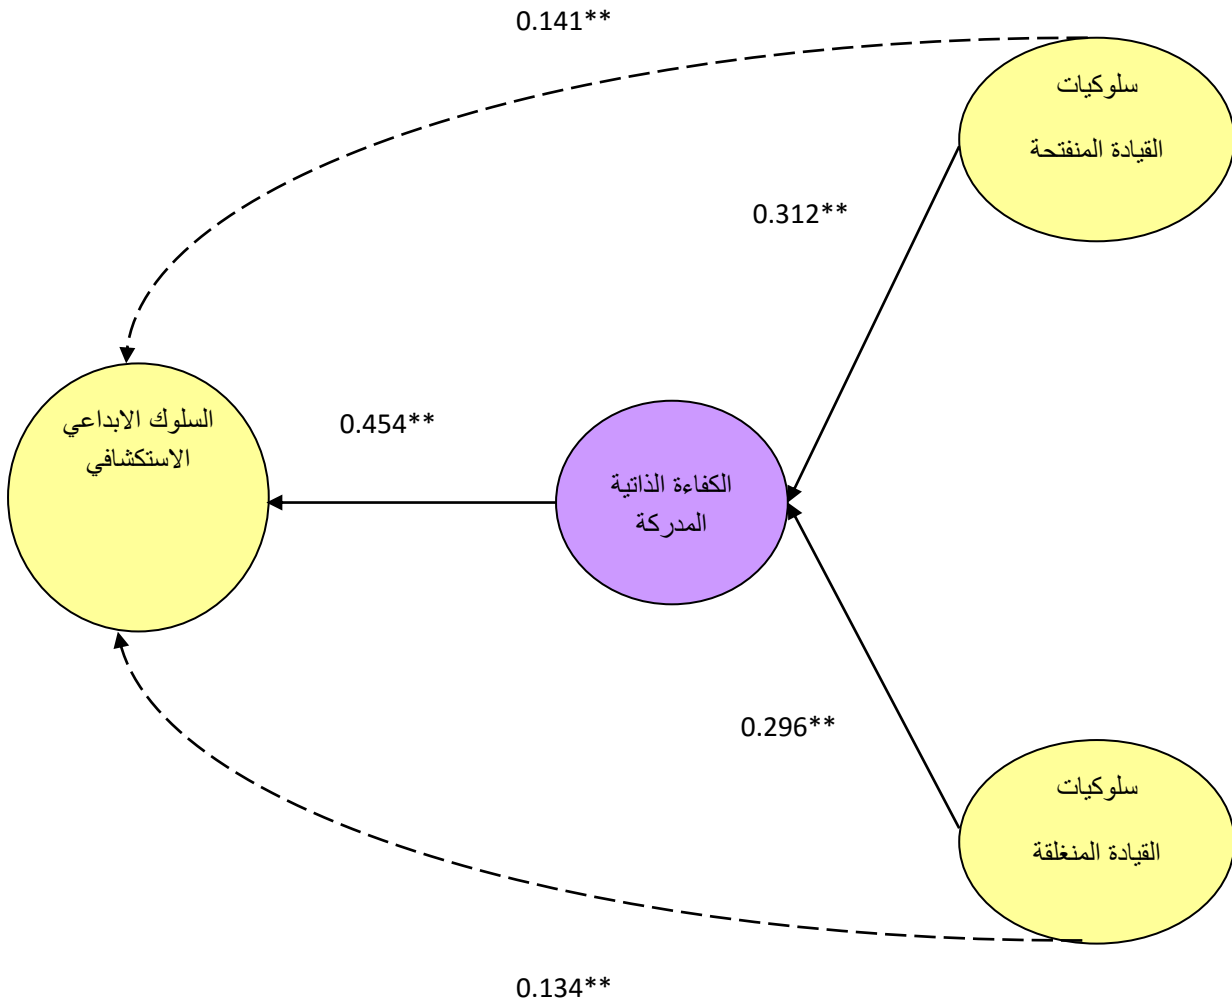 0.141**
سلوكيات
القيادة المنفتحة
0.312**
السلوك الابداعي
الاستكشافي
0.454**
الكفاءة الذاتية
المدركة
0.296**
سلوكيات
القيادة المنغلقة
0.134**